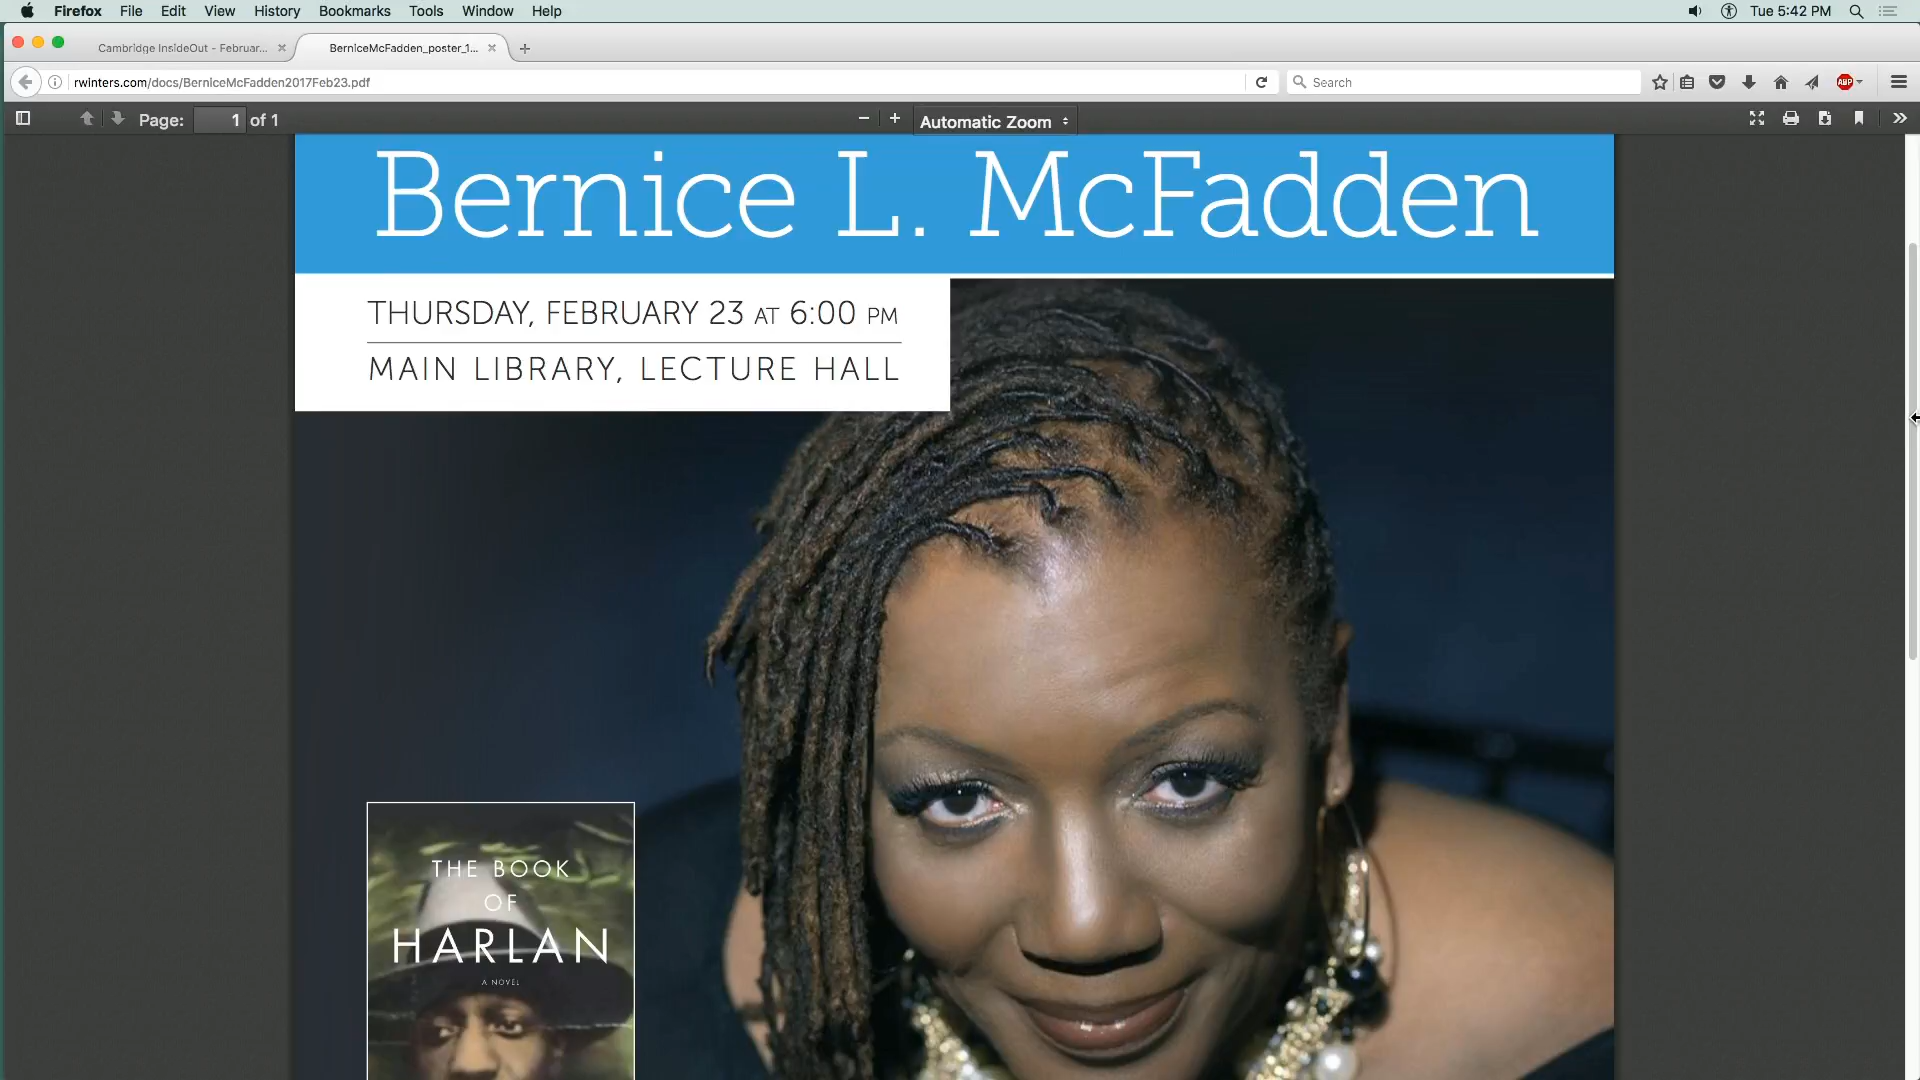 Firefox File Edit View History Bookmarks Tools Window Help Tue 5:42 PM
Cambridge InsideOut - Februar... BerniceMcFadden_poster_1...
rwinters.com/docs/BerniceMcFadden2017Feb23.pdf Search ABP
Page: 1 of 1 Automatic Zoom
Bernice L. McFadden
THURSDAY, FEBRUARY 23 AT 6:00 PM
MAIN LIBRARY, LECTURE HALL
THE BOOK
OF
HARLAN
A NOVEL